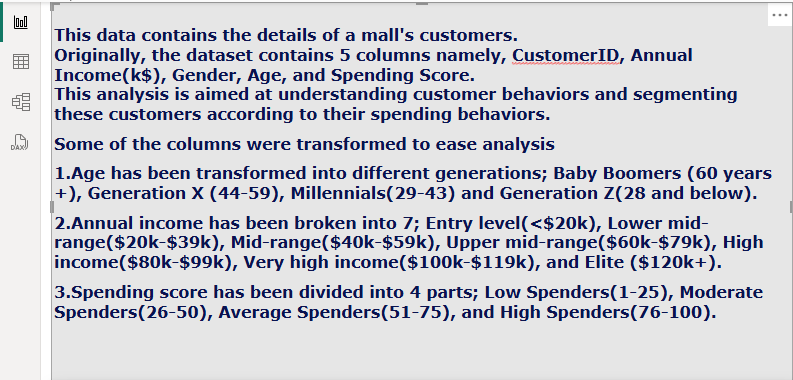 This data contains the details of a mall's customers.
Originally, the dataset contains 5 columns namely, CustomerID, Annual
Income(k$), Gender, Age, and Spending Score.
This analysis is aimed at understanding customer behaviors and segmenting
these customers according to their spending behaviors.
Some of the columns were transformed to ease analysis
1.Age has been transformed into different generations; Baby Boomers (60 years
+), Generation X (44-59), Millennials(29-43) and Generation Z(28 and below).
2.Annual income has been broken into 7; Entry level(<$20k), Lower mid-
range($20k-$39k), Mid-range($40k-$59k), Upper mid-range($60k-$79k), High
income($80k-$99k), Very high income($100k-$119k), and Elite ($120k+).
3.Spending score has been divided into 4 parts; Low Spenders(1-25), Moderate
Spenders(26-50), Average Spenders(51-75), and High Spenders(76-100).
DAX